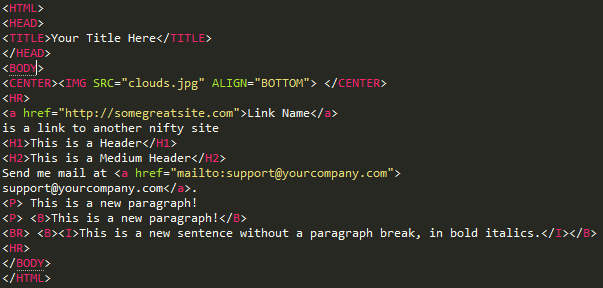 <HTML>
<HEAD>
<TITLE>Your Title Here</TITLE>
</HEAD>
<BODY>
<CENTER><IMG SRC="clouds.jpg" ALIGN="BOTTOM"> </CENTER>
<HR>
<a href="http://somegreatsite.com">Link Name</a>
is a link to another nifty site
<H1>This is a Header</H1>
<H2>This is a Medium Header</H2>
Send me mail at <a href="mailto:support@yourcompany.com">
support@yourcompany.com</a>.
<P> This is a new paragraph!
<P> <B>This is a new paragraph!</B>
<BR> <B><I>This is a new sentence without a paragraph break, in bold italics.</I></B>
<HR>
</BODY>
</HTML>